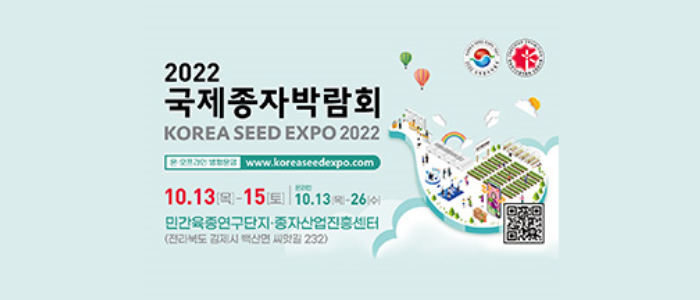 2022
국제종자박람회
KOREA SEED EXPO 2022
온·오프라인 병행운영 www.koreaseedexpo.com
10.13[목]~15[토] 온라인 10.13[목]~26[수]
민간육종연구단지·종자산업진흥센터
(전라북도 김제시 백산면 씨앗길 232)